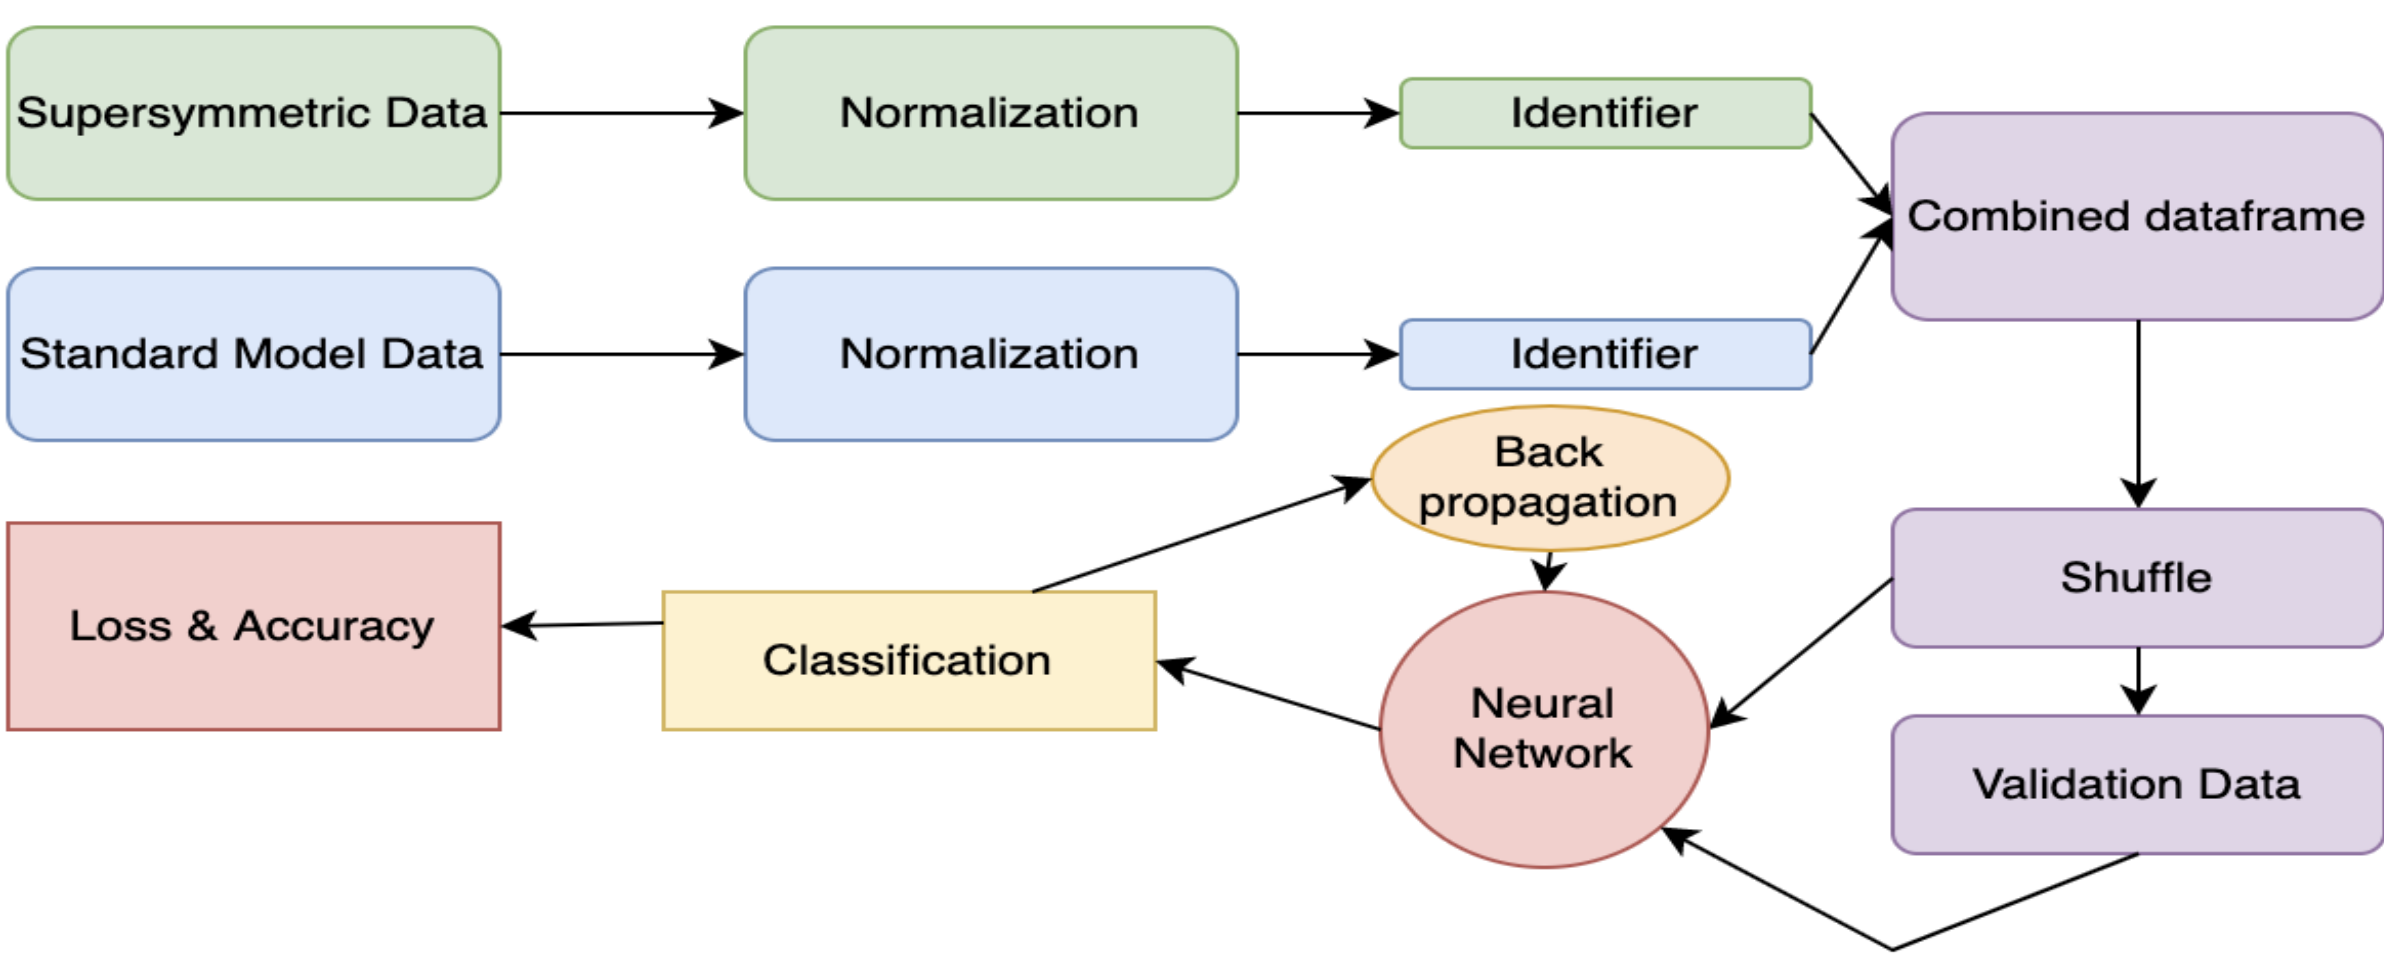 Supersymmetric Data
Normalization
Identifier
Combined dataframe
Standard Model Data
Normalization
Identifier
Back
propagation
Shuffle
Loss & Accuracy
Classification
Neural
Network
Validation Data